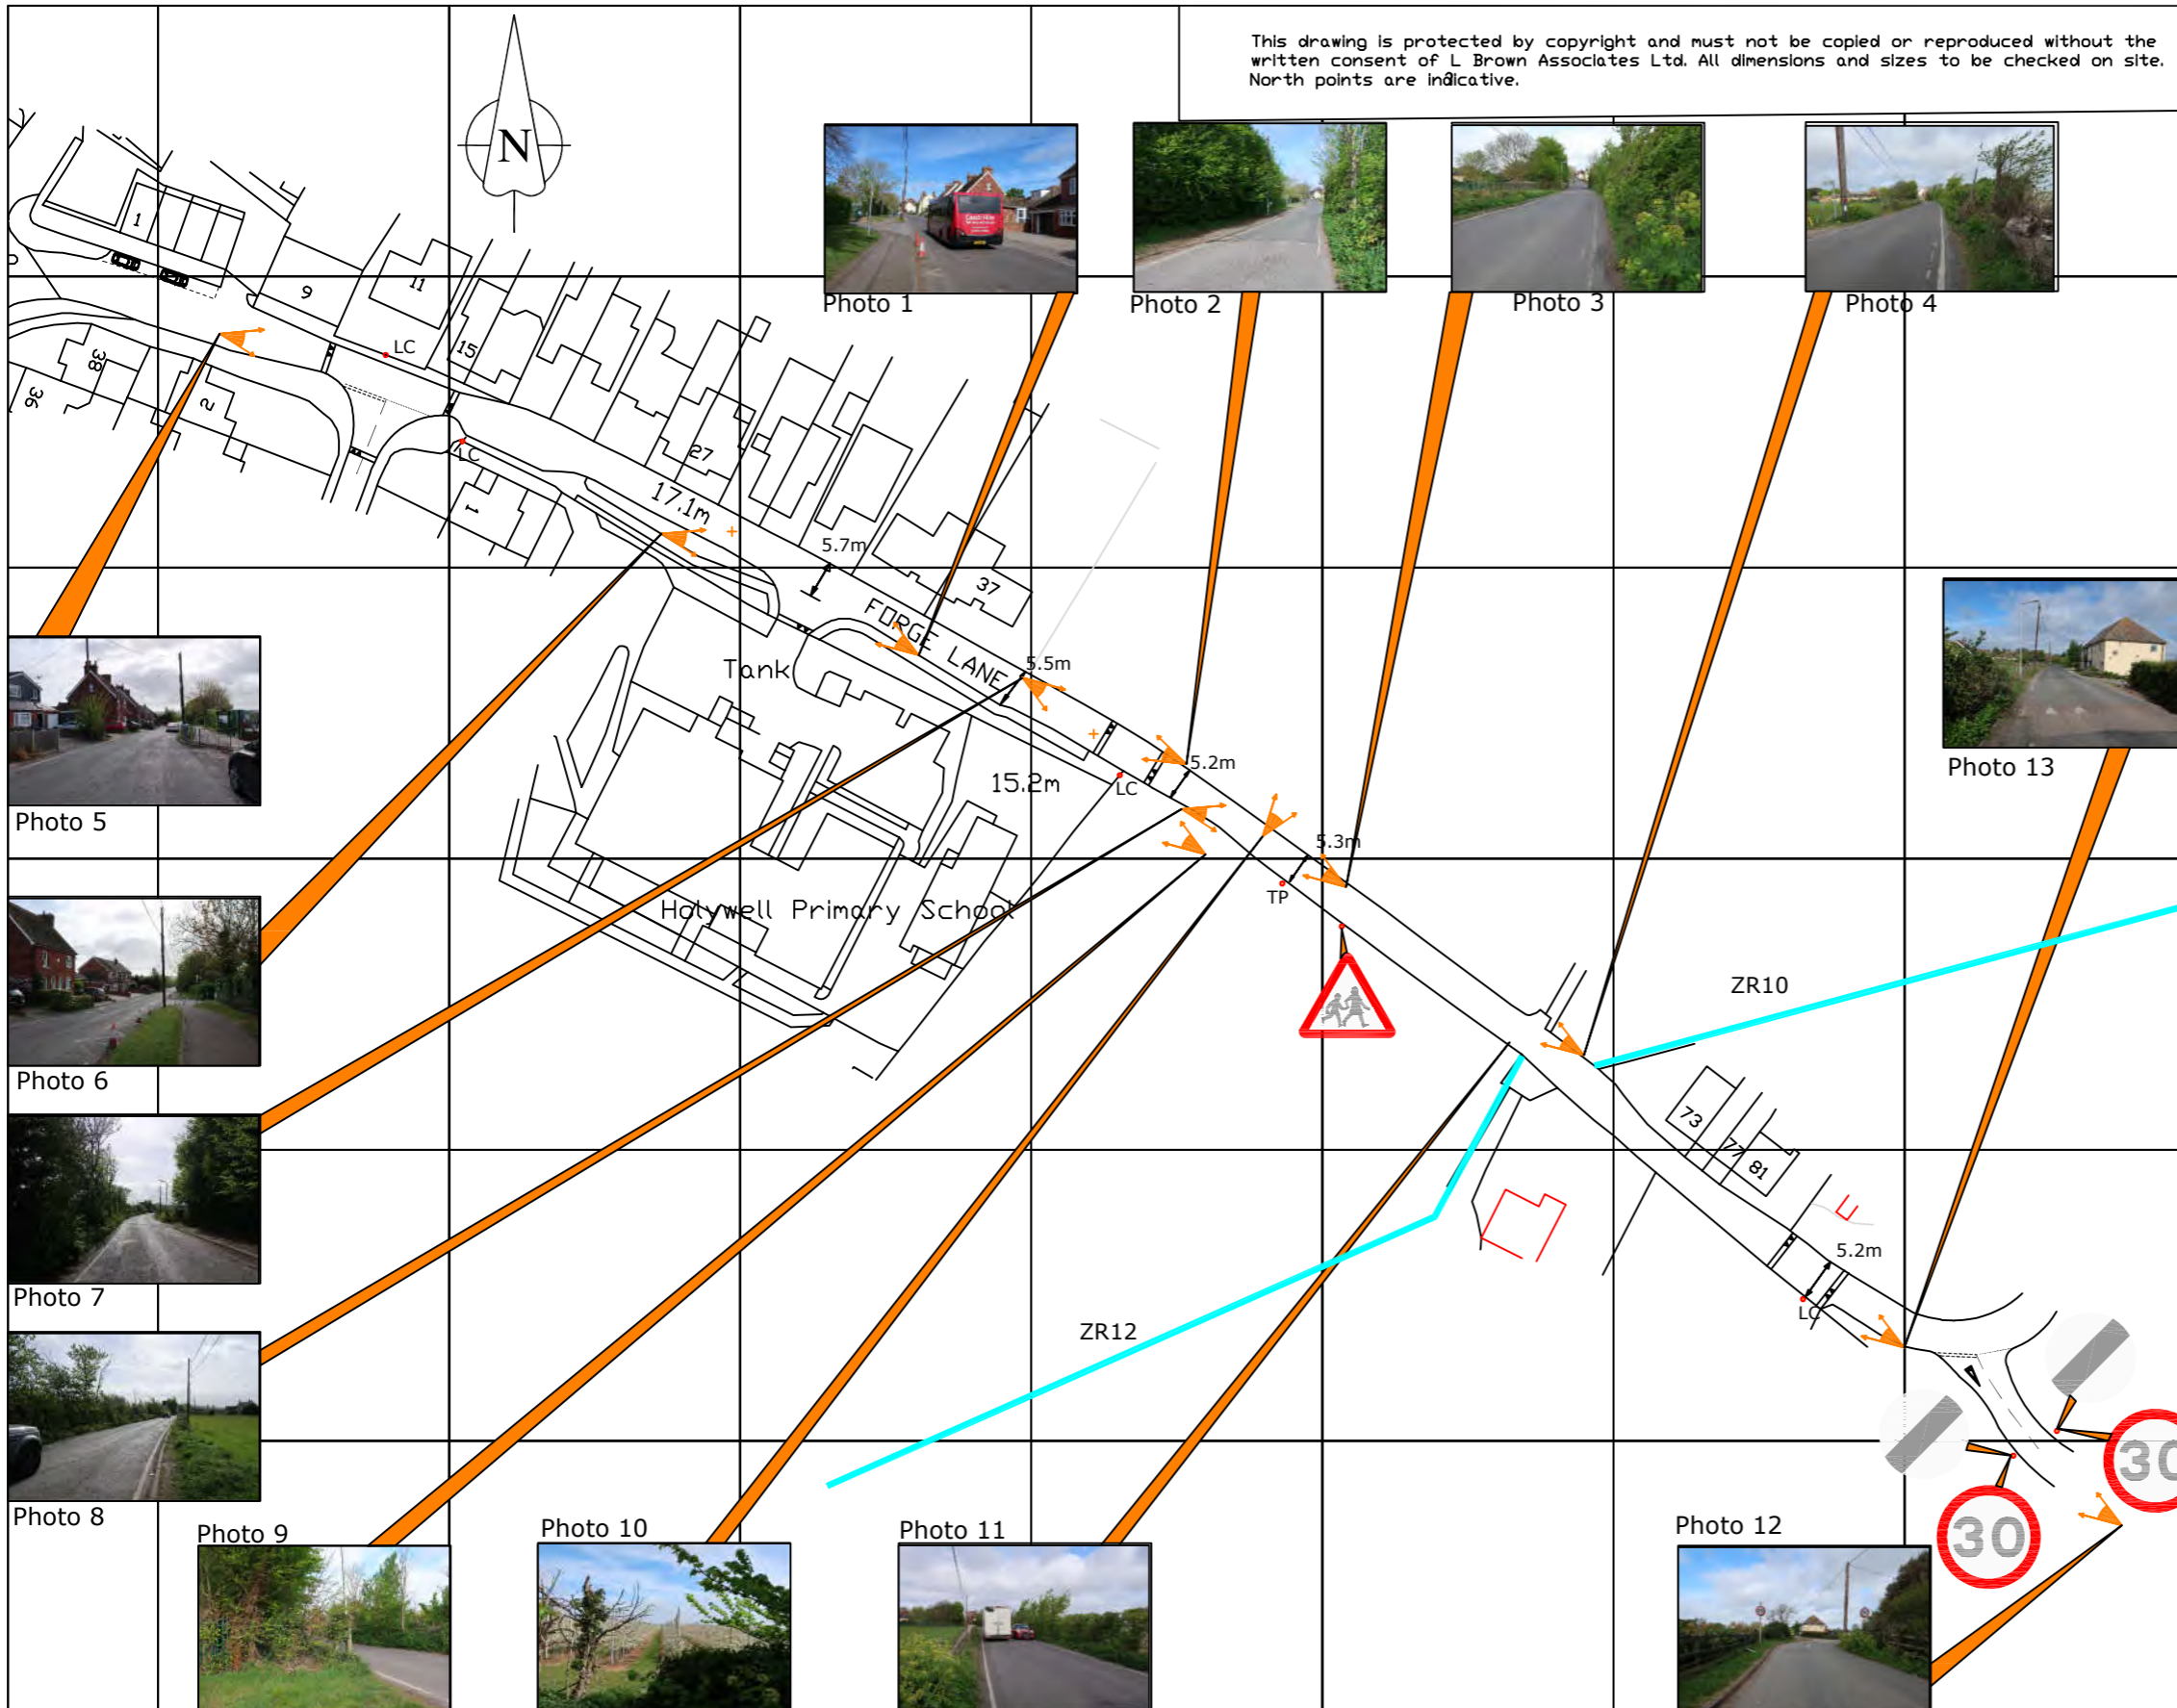 This drawing is protected by copyright and must not be copied or reproduced without the
written consent of L Brown Associates Ltd. All dimensions and sizes to be checked on site.
North points are indicative.
N
Photo 1
Photo 2
Photo 3
Photo 4
1
9
11
15
LC
38
36
2
LC
1
27
17.1m
5.7m
37
FORGE LANE
Tank
5.5m
5.2m
15.2m
LC
5.3m
TP
Holywell Primary School
Photo 13
Photo 5
Photo 6
ZR10
73
77
81
5.2m
LC
Photo 7
ZR12
Photo 8
30
30
Photo 9
Photo 10
Photo 11
Photo 12